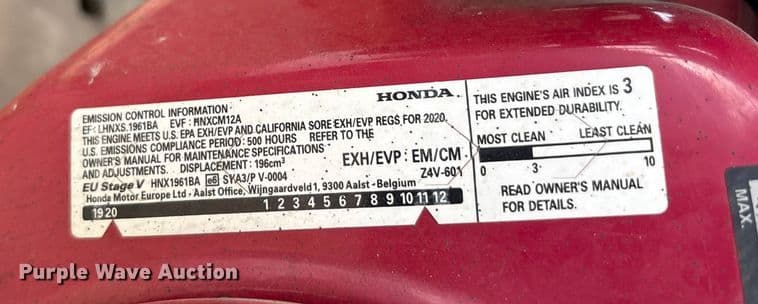 HONDA
EMISSION CONTROL INFORMATION
EF: LHNXS.1961BA EVF: MNXCM12A
THIS ENGINE MEETS U.S. EPA EXH/EVP AND CALIFORNIA SORE EXH/EVP REGS, FOR 2020.
U.S. EMISSIONS COMPLIANCE PERIOD: 500 HOURS REFER TO THE
OWNER'S MANUAL FOR MAINTENANCE SPECIFICATIONS
AND ADJUSTMENTS. DISPLACEMENT: 196cm³
EXH/EVP: EM/CM
EU Stage V HNX1961BA e6 SYA3/P V-0004
Z4V-601
Honda Motor Europe Ltd - Aalst Office, Wijngaardveld 1, 9300 Aalst - Belgium
19 20 1 2 3 4 5 6 7 8 9 10 11 12
THIS ENGINE'S AIR INDEX IS 3
FOR EXTENDED DURABILITY.
MOST CLEAN LEAST CLEAN
0 3 10
READ OWNER'S MANUAL
FOR DETAILS.
MAX.
Purple Wave Auction